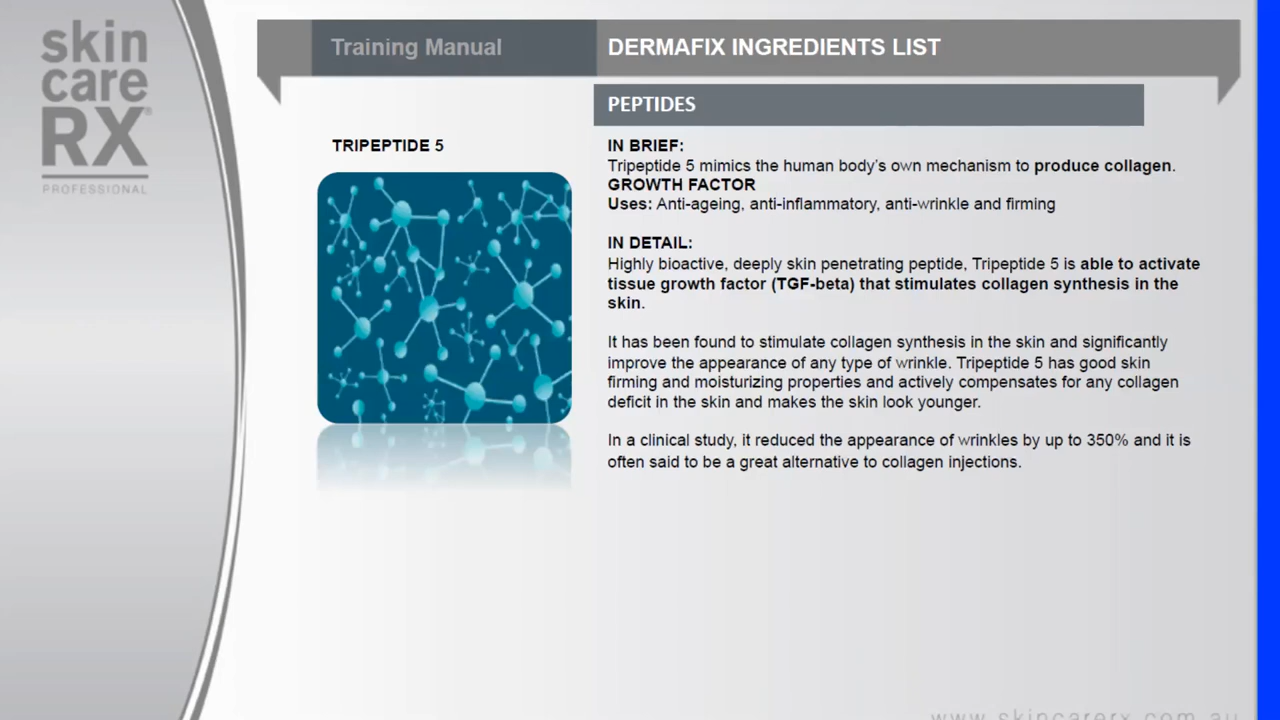 skin
care
RX®
PROFESSIONAL
Training Manual
DERMAFIX INGREDIENTS LIST
PEPTIDES
TRIPEPTIDE 5
IN BRIEF:
Tripeptide 5 mimics the human body's own mechanism to produce collagen.
GROWTH FACTOR
Uses: Anti-ageing, anti-inflammatory, anti-wrinkle and firming
IN DETAIL:
Highly bioactive, deeply skin penetrating peptide, Tripeptide 5 is able to activate
tissue growth factor (TGF-beta) that stimulates collagen synthesis in the
skin.
It has been found to stimulate collagen synthesis in the skin and significantly
improve the appearance of any type of wrinkle. Tripeptide 5 has good skin
firming and moisturizing properties and actively compensates for any collagen
deficit in the skin and makes the skin look younger.
In a clinical study, it reduced the appearance of wrinkles by up to 350% and it is
often said to be a great alternative to collagen injections.
www.skincarerx.com.au